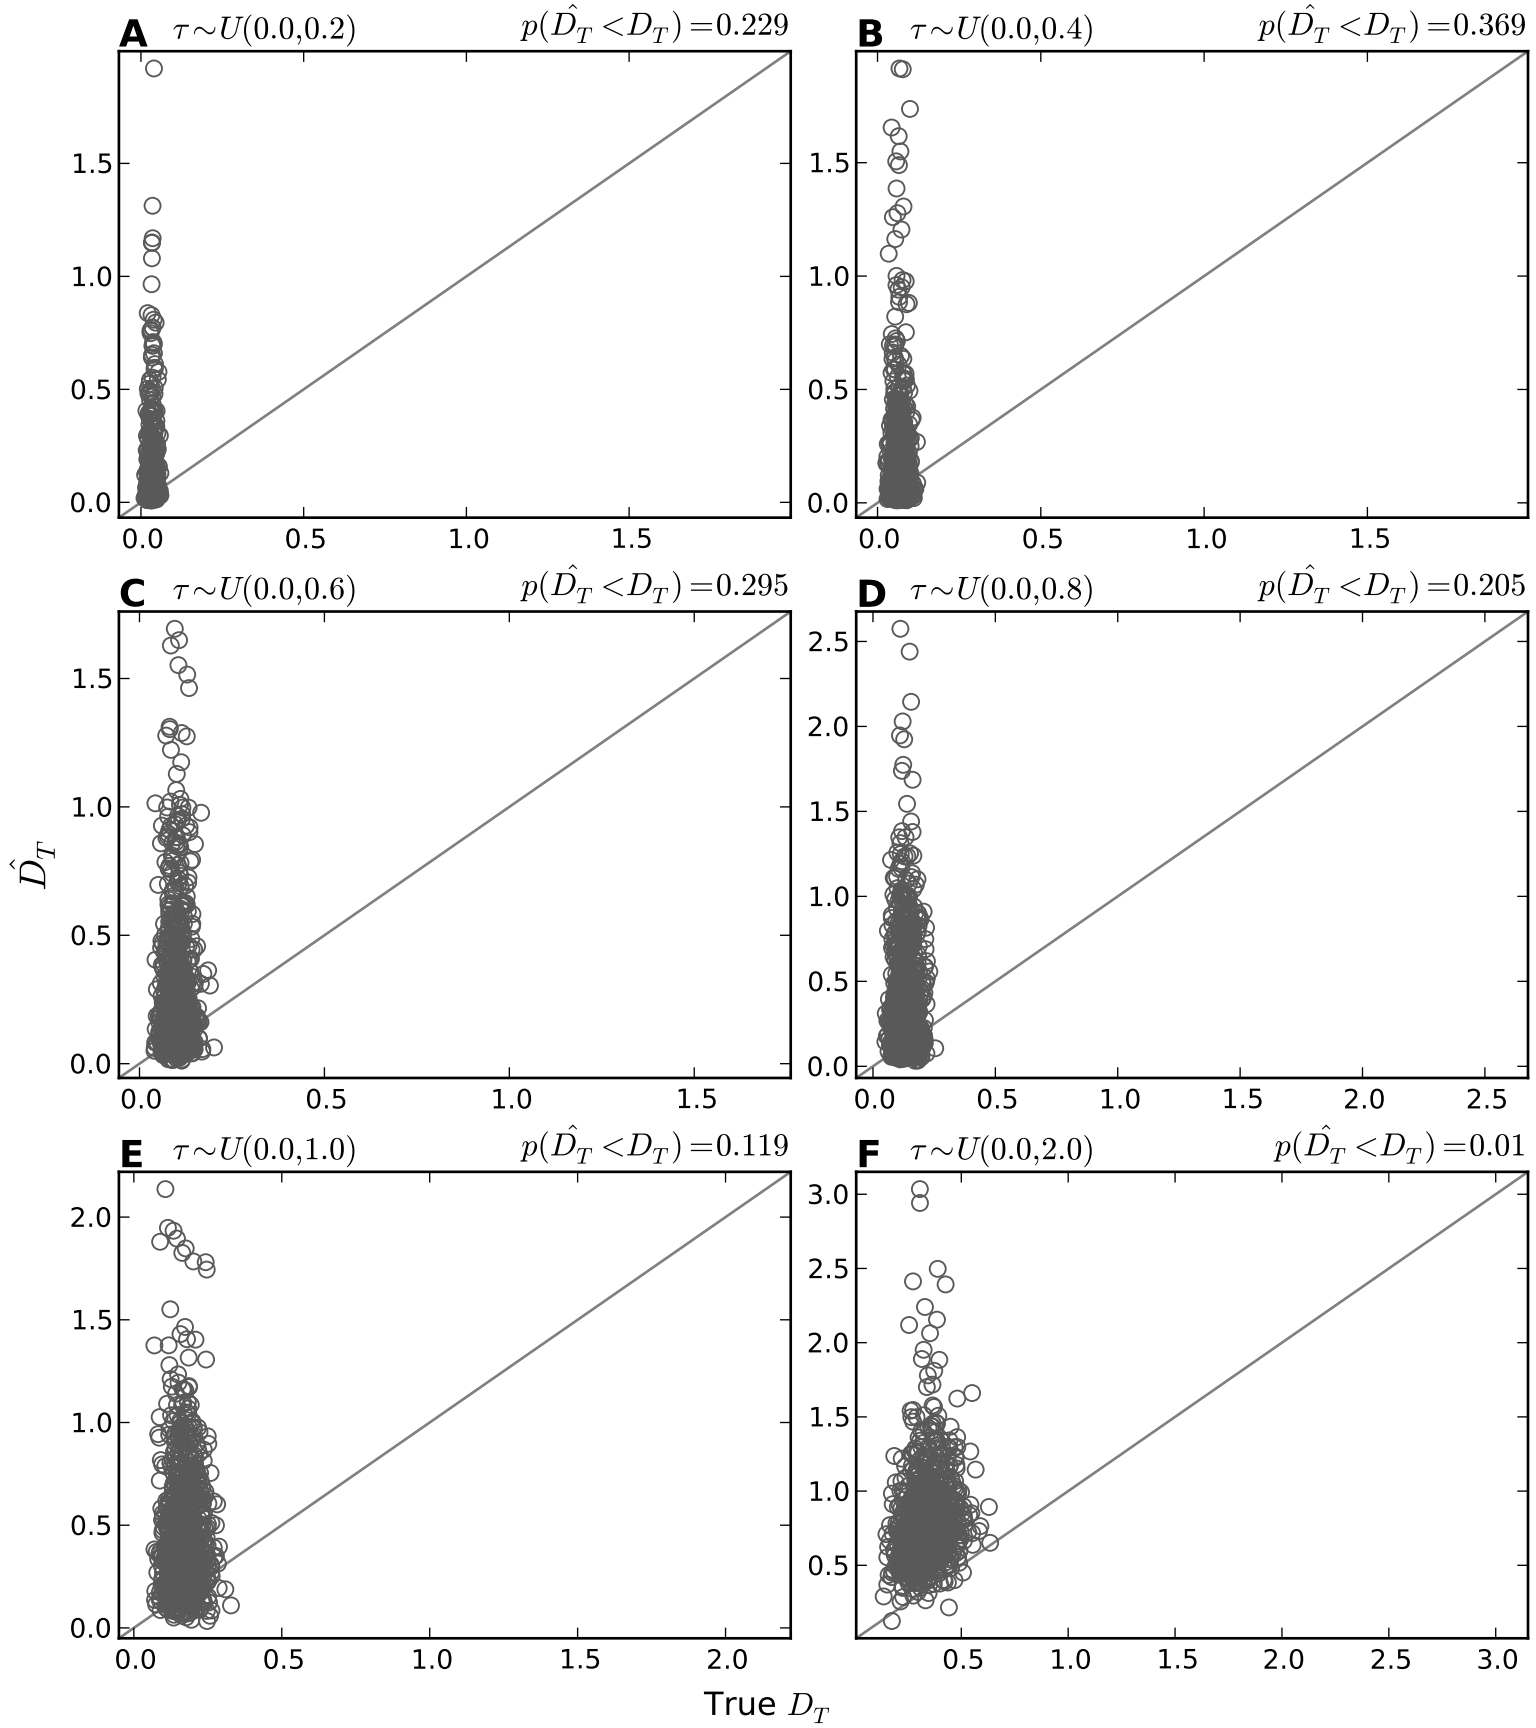 A τ∼U(0.0,0.2) p(D̂_T<D_T)=0.229
B τ∼U(0.0,0.4) p(D̂_T<D_T)=0.369
1.5
1.0
0.5
0.0
0.0 0.5 1.0 1.5
1.5
1.0
0.5
0.0
0.0 0.5 1.0 1.5
C τ∼U(0.0,0.6) p(D̂_T<D_T)=0.295
D τ∼U(0.0,0.8) p(D̂_T<D_T)=0.205
1.5
1.0
0.5
0.0
0.0 0.5 1.0 1.5
2.5
2.0
1.5
1.0
0.5
0.0
0.0 0.5 1.0 1.5 2.0 2.5
D̂_T
E τ∼U(0.0,1.0) p(D̂_T<D_T)=0.119
F τ∼U(0.0,2.0) p(D̂_T<D_T)=0.01
2.0
1.5
1.0
0.5
0.0
0.0 0.5 1.0 1.5 2.0
3.0
2.5
2.0
1.5
1.0
0.5
0.5 1.0 1.5 2.0 2.5 3.0
True D_T